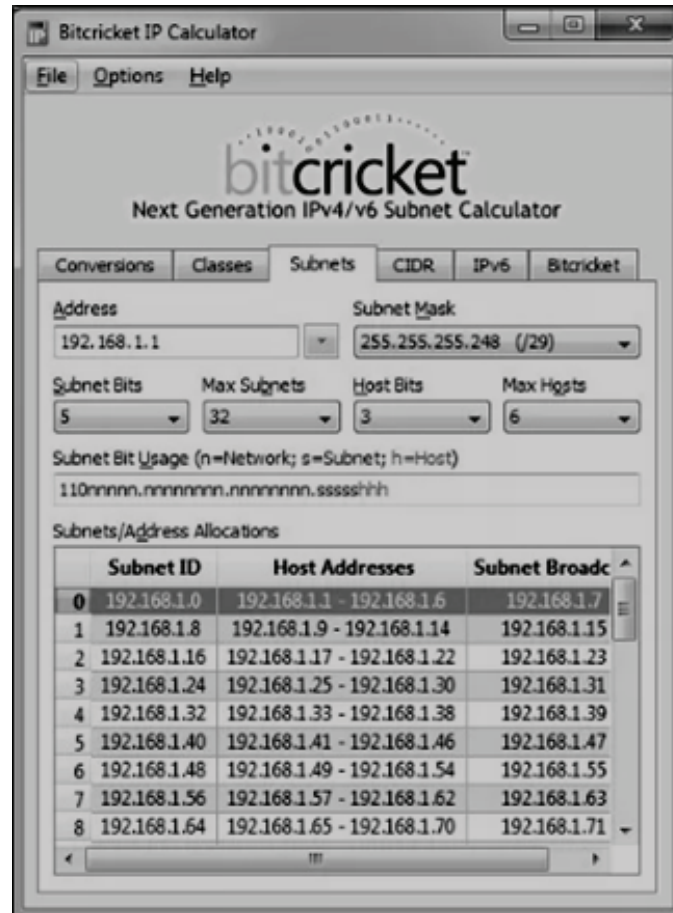 Bitcricket IP Calculator
File Options Help
10001010110001 1
bitcricket
Next Generation IPv4/v6 Subnet Calculator
Conversions Classes Subnets CIDR IPv6 Bitcricket
Address Subnet Mask
192.168.1.1 255.255.255.248 (/29)
Subnet Bits Max Subnets Host Bits Max Hosts
5 32 3 6
Subnet Bit Usage (n=Network; s=Subnet; h=Host)
110nnnnn.nnnnnnnn.nnnnnnnn.ssssshhh
Subnets/Address Allocations
Subnet ID Host Addresses Subnet Broadc
0 192.168.1.0 192.168.1.1 - 192.168.1.6 192.168.1.7
1 192.168.1.8 192.168.1.9 - 192.168.1.14 192.168.1.15
2 192.168.1.16 192.168.1.17 - 192.168.1.22 192.168.1.23
3 192.168.1.24 192.168.1.25 - 192.168.1.30 192.168.1.31
4 192.168.1.32 192.168.1.33 - 192.168.1.38 192.168.1.39
5 192.168.1.40 192.168.1.41 - 192.168.1.46 192.168.1.47
6 192.168.1.48 192.168.1.49 - 192.168.1.54 192.168.1.55
7 192.168.1.56 192.168.1.57 - 192.168.1.62 192.168.1.63
8 192.168.1.64 192.168.1.65 - 192.168.1.70 192.168.1.71